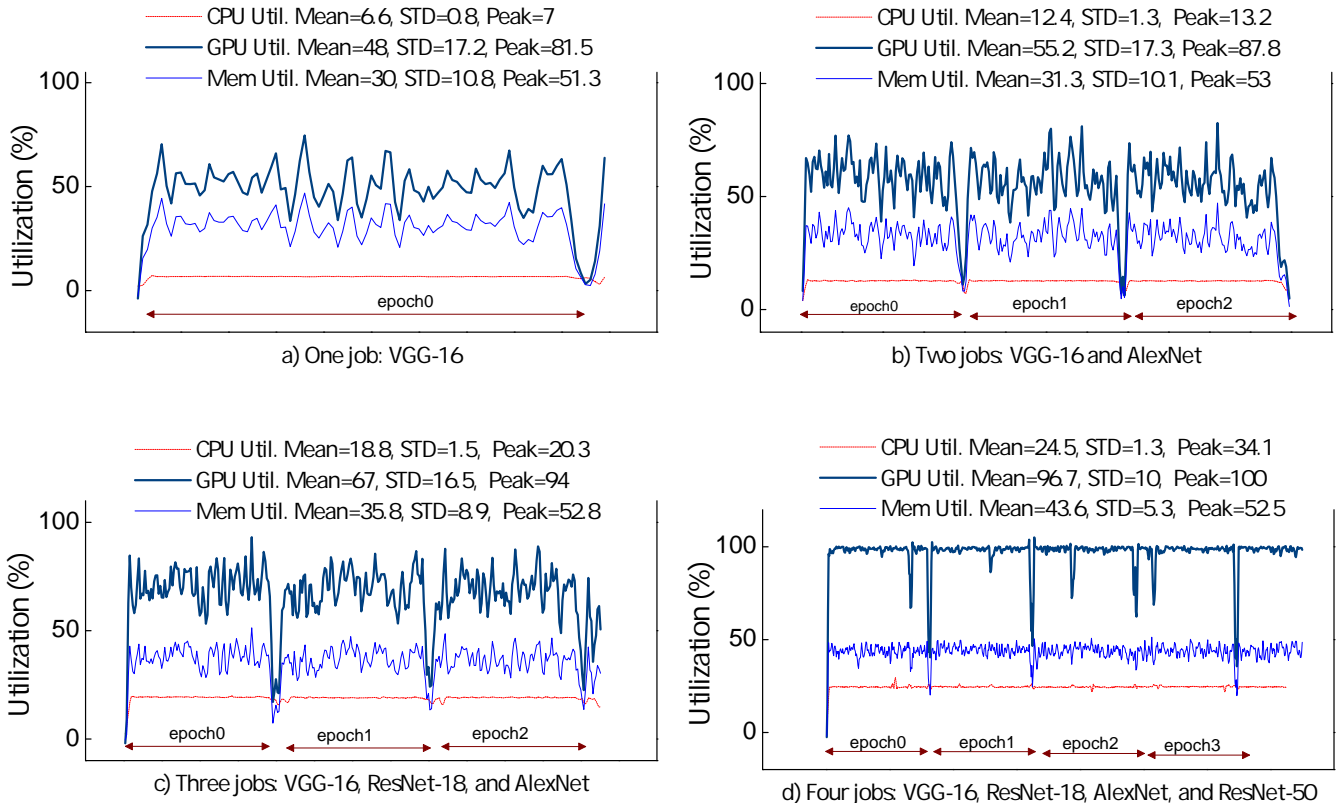 CPU Util. Mean=6.6, STD=0.8, Peak=7
GPU Util. Mean=48, STD=17.2, Peak=81.5
Mem Util. Mean=30, STD=10.8, Peak=51.3
100
50
0
Utilization (%)
epoch0
a) One job: VGG-16
CPU Util. Mean=12.4, STD=1.3, Peak=13.2
GPU Util. Mean=55.2, STD=17.3, Peak=87.8
Mem Util. Mean=31.3, STD=10.1, Peak=53
100
50
0
Utilization (%)
epoch0
epoch1
epoch2
b) Two jobs: VGG-16 and AlexNet
CPU Util. Mean=18.8, STD=1.5, Peak=20.3
GPU Util. Mean=67, STD=16.5, Peak=94
Mem Util. Mean=35.8, STD=8.9, Peak=52.8
100
50
0
Utilization (%)
epoch0
epoch1
epoch2
c) Three jobs: VGG-16, ResNet-18, and AlexNet
CPU Util. Mean=24.5, STD=1.3, Peak=34.1
GPU Util. Mean=96.7, STD=10, Peak=100
Mem Util. Mean=43.6, STD=5.3, Peak=52.5
100
50
0
Utilization (%)
epoch0
epoch1
epoch2
epoch3
d) Four jobs: VGG-16, ResNet-18, AlexNet, and ResNet-50